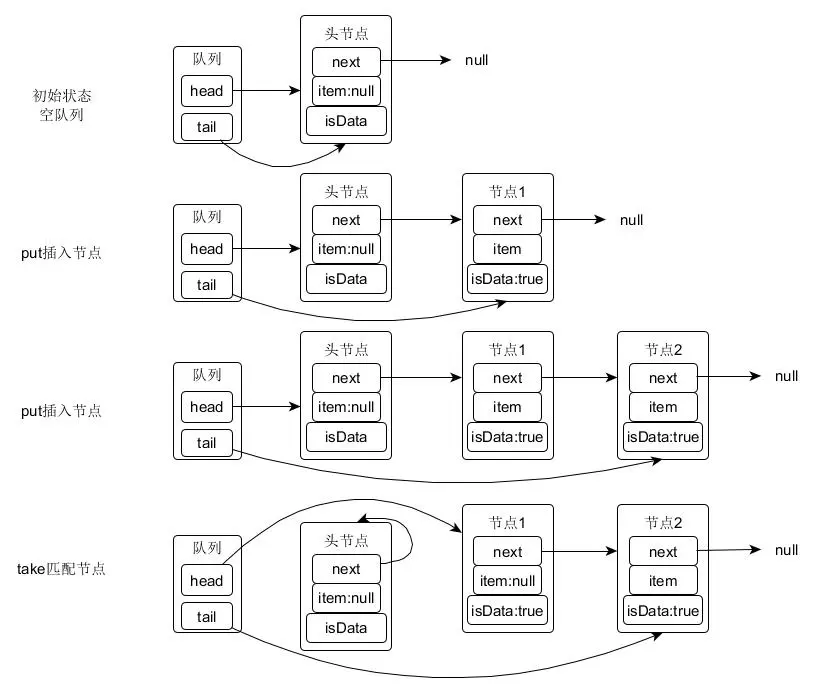 初始状态
空队列
队列
head
tail
头节点
next
item:null
isData
null
put插入节点
队列
head
tail
头节点
next
item:null
isData
节点1
next
item
isData:true
null
put插入节点
队列
head
tail
头节点
next
item:null
isData
节点1
next
item
isData:true
节点2
next
item
isData:true
null
take匹配节点
队列
head
tail
头节点
next
item:null
isData
节点1
next
item:null
isData:true
节点2
next
item
isData:true
null